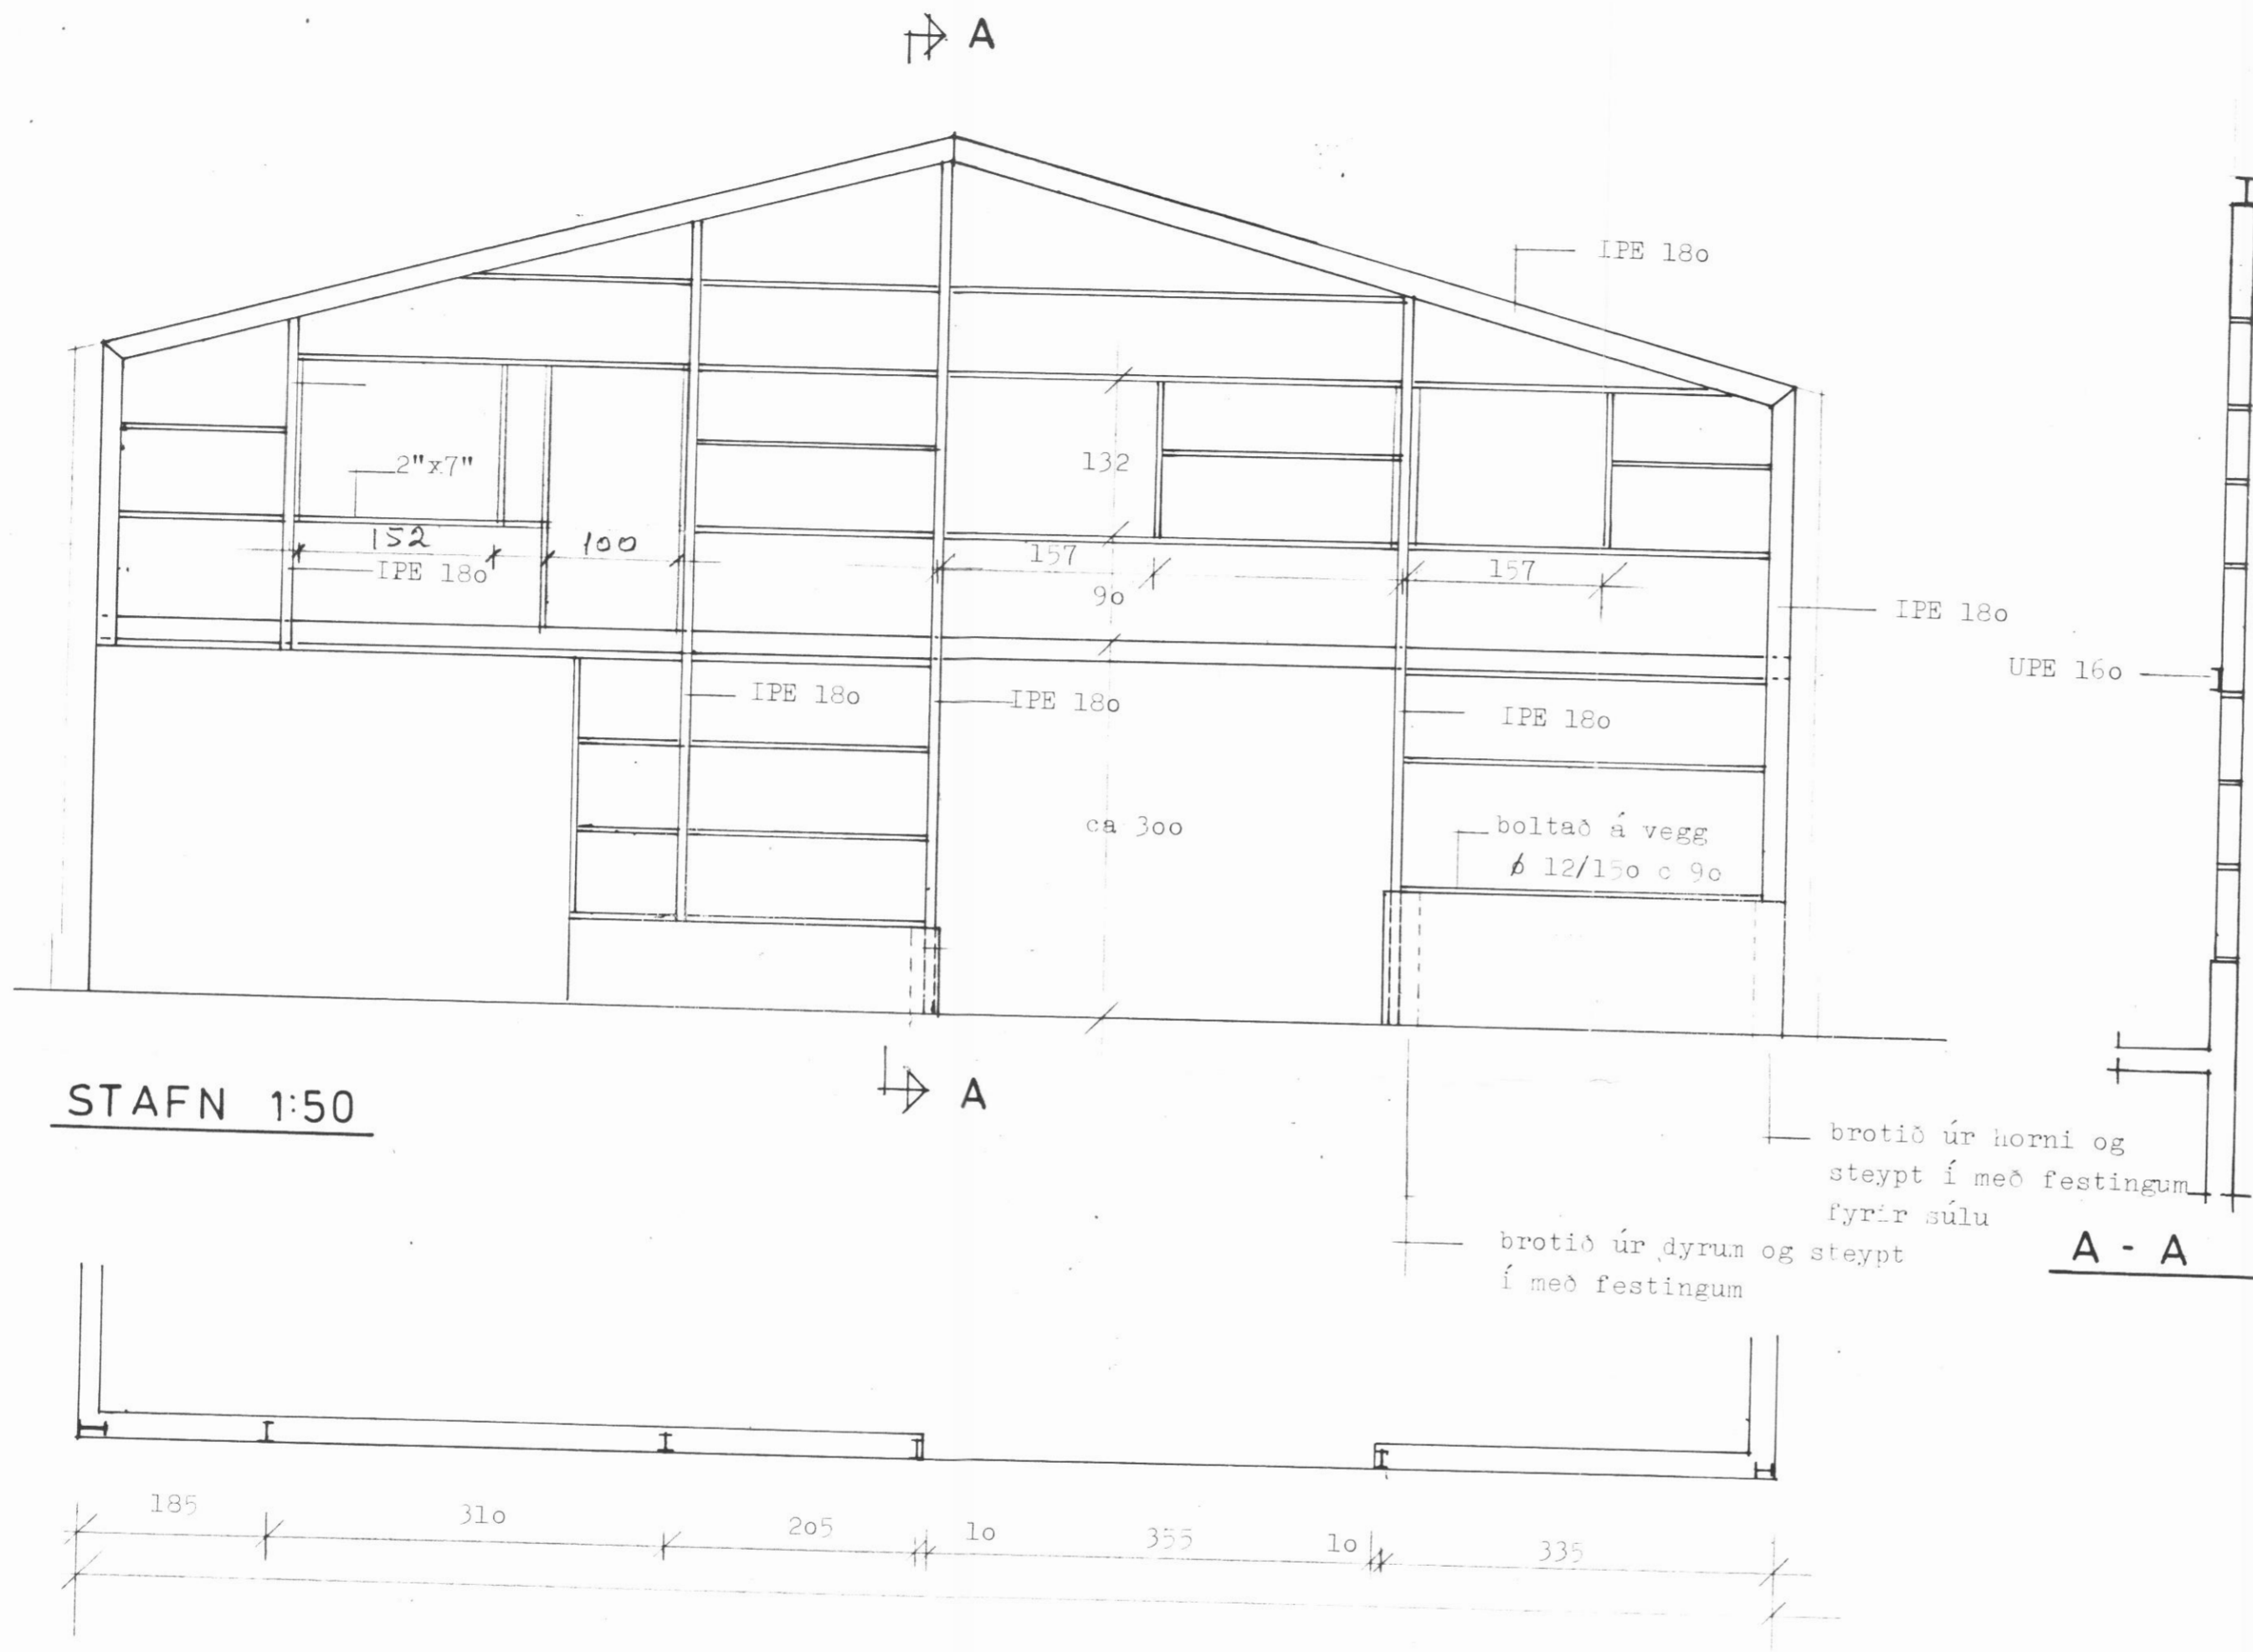 A
IPE 18o
2"x7"
132
152
100
IPE 18o
157
9o
157
IPE 18o
UPE 16o
IPE 18o
IPE 18o
IPE 18o
ca 3oo
boltað á vegg
ø 12/15o c 9o
STAFN 1:50
A
brotið úr horni og
steypt í með festingum
fyrir súlu
brotið úr dyrum og steypt
í með festingum
A - A
185
31o
2o5
1o
355
1o
335